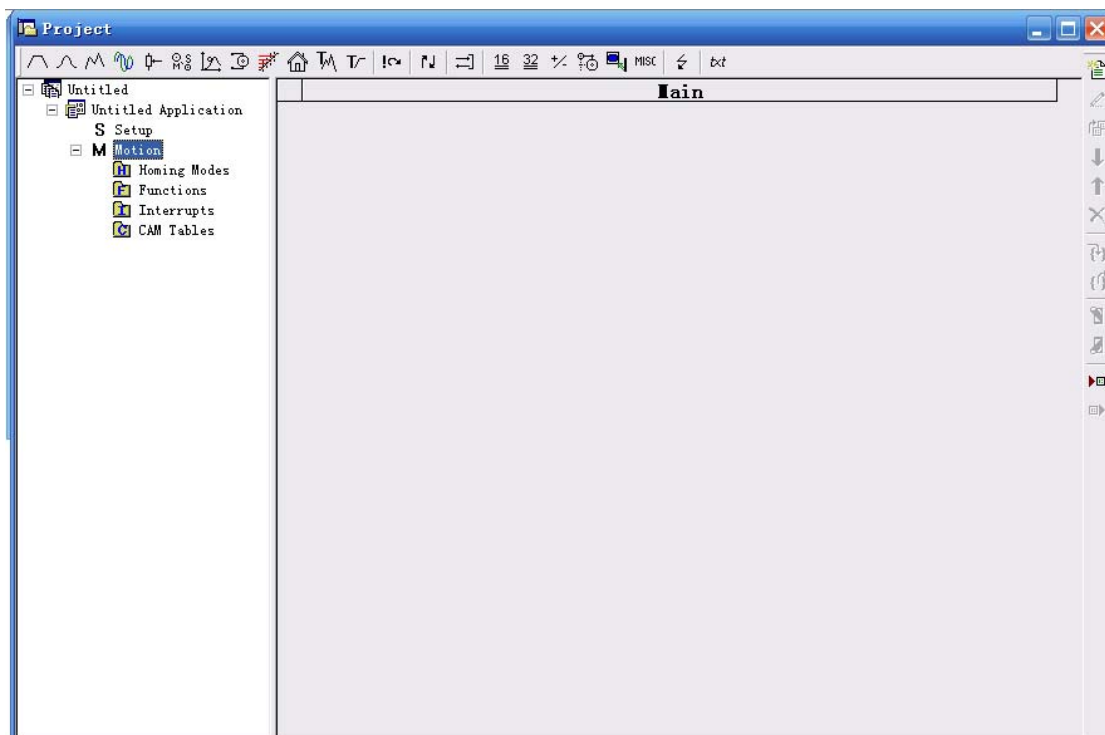 Project
16 32 +/- MISC txt
Untitled
Main
Untitled Application
S Setup
M Motion
H Homing Modes
F Functions
I Interrupts
C CAM Tables